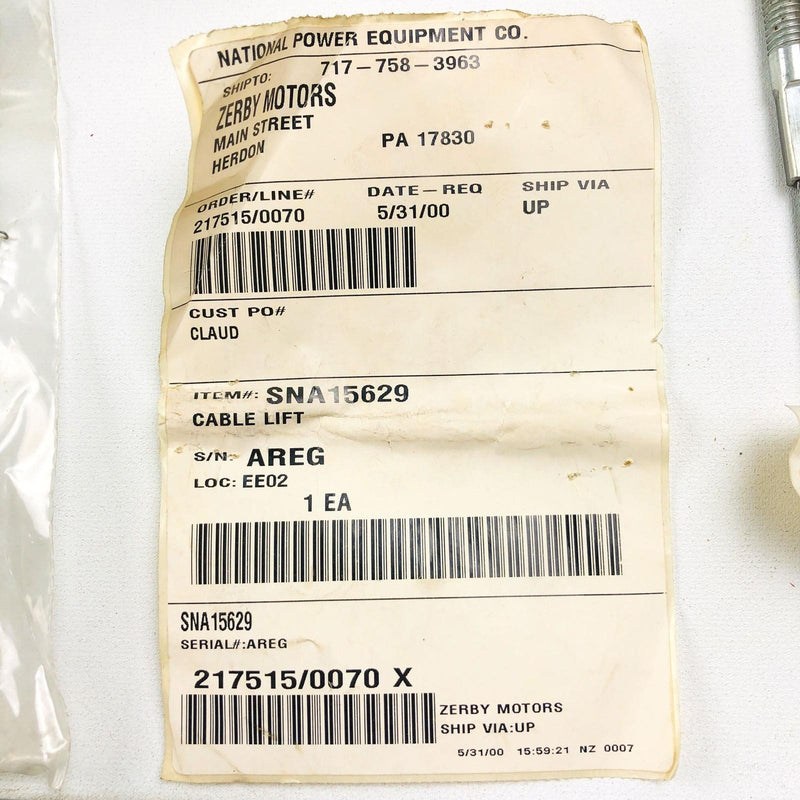 NATIONAL POWER EQUIPMENT CO.
717-758-3963
SHIPTO:
ZERBY MOTORS
MAIN STREET
HERDON PA 17830
ORDER/LINE# DATE-REQ SHIP VIA
217515/0070 5/31/00 UP
CUST PO#
CLAUD
ITEM#: SNA15629
CABLE LIFT
S/N: AREG
LOC: EE02
1 EA
SNA15629
SERIAL#:AREG
217515/0070 X
ZERBY MOTORS
SHIP VIA:UP
5/31/00 15:59:21 NZ 0007